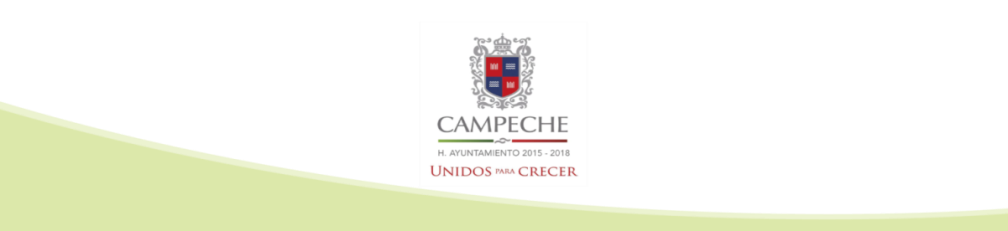 CAMPECHE
H. AYUNTAMIENTO 2015 - 2018
UNIDOS PARA CRECER